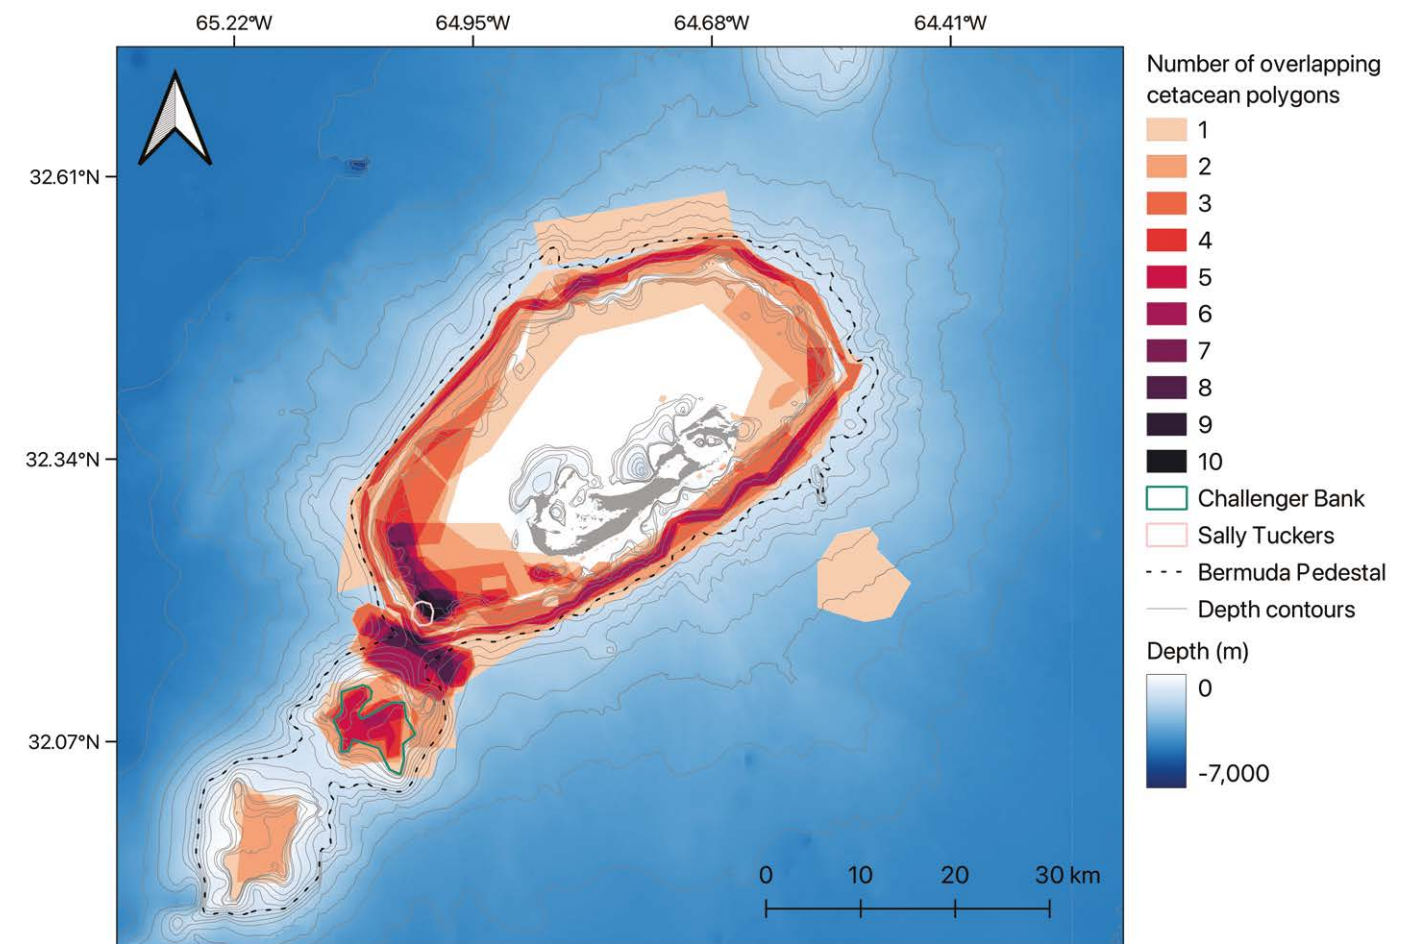 65.22°W 64.95°W 64.68°W 64.41°W
32.61°N
32.34°N
32.07°N
Number of overlapping
cetacean polygons
1
2
3
4
5
6
7
8
9
10
Challenger Bank
Sally Tuckers
Bermuda Pedestal
Depth contours
Depth (m)
0
-7,000
0 10 20 30 km